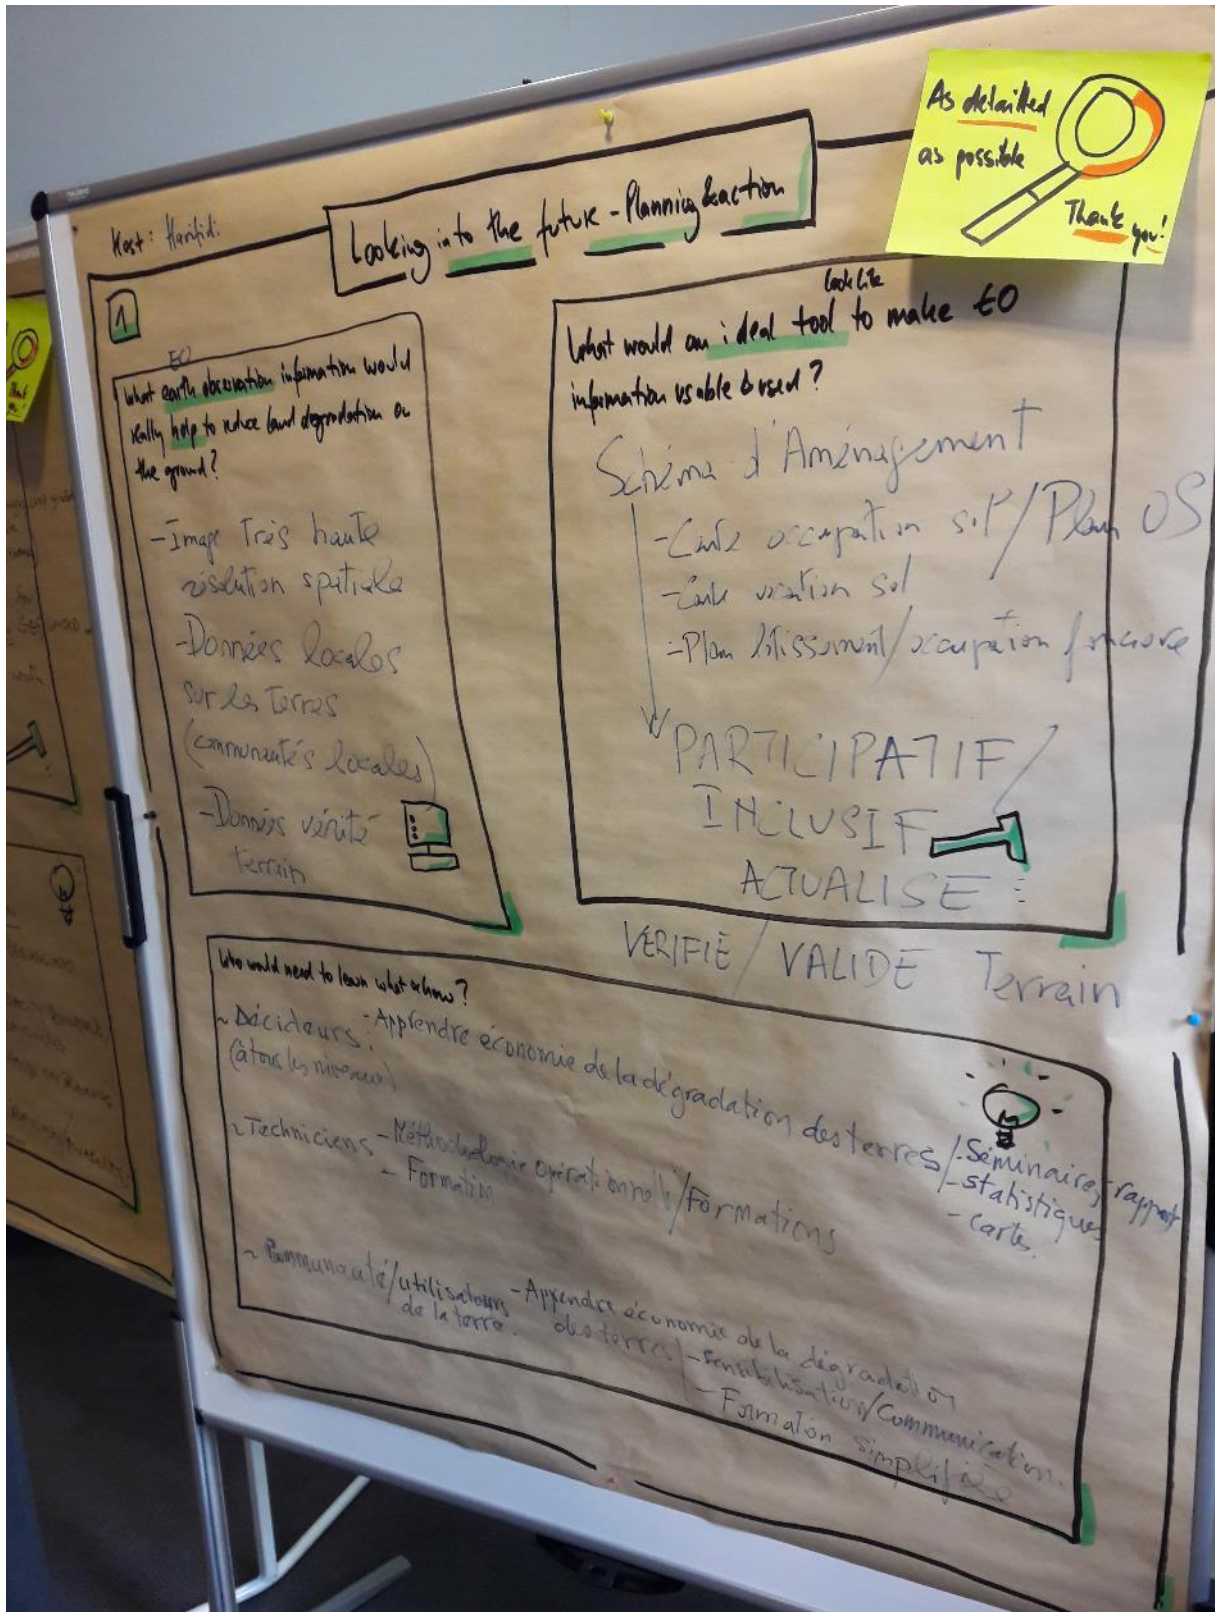 As detailled
as possible
Thank you!
Host: Harifidi
Looking into the future - Planning & action
1
EO
What earth observation information would
really help to reduce land degradation on
the ground?
- Image Très haute
résolution spatiale
- Données locales
sur les terres
(communautés locales)
- Données vérité
terrain
look like
What would an ideal tool to make EO
information usable & used?
Schéma d'Aménagement
- Carte occupation sol / Plan OS
- Carte vocation sol
- Plan lotissement / occupation foncière
PARTICIPATIF /
INCLUSIF
ACTUALISE
VERIFIÉ / VALIDE Terrain
Who would need to learn what & how?
~ Décideurs : - Apprendre économie de la dégradation des terres / - Séminaires, rapport
(à tous les niveaux)
- statistiques
- cartes.
~ Techniciens - Méthodologie opérationnelle / Formations
- Formation
~ Communauté / utilisateurs - Apprendre économie de la dégradation
de la terre. des terres / - Sensibilisation / Communication.
- Formation simplifiée